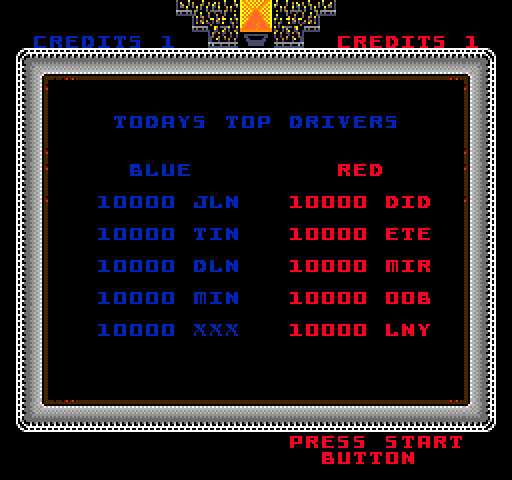 CREDITS 1 CREDITS 1
TODAYS TOP DRIVERS
BLUE RED
10000 JLN 10000 DID
10000 TIN 10000 ETE
10000 DLN 10000 MIR
10000 MIN 10000 OOB
10000 XXX 10000 LNY
PRESS START
BUTTON